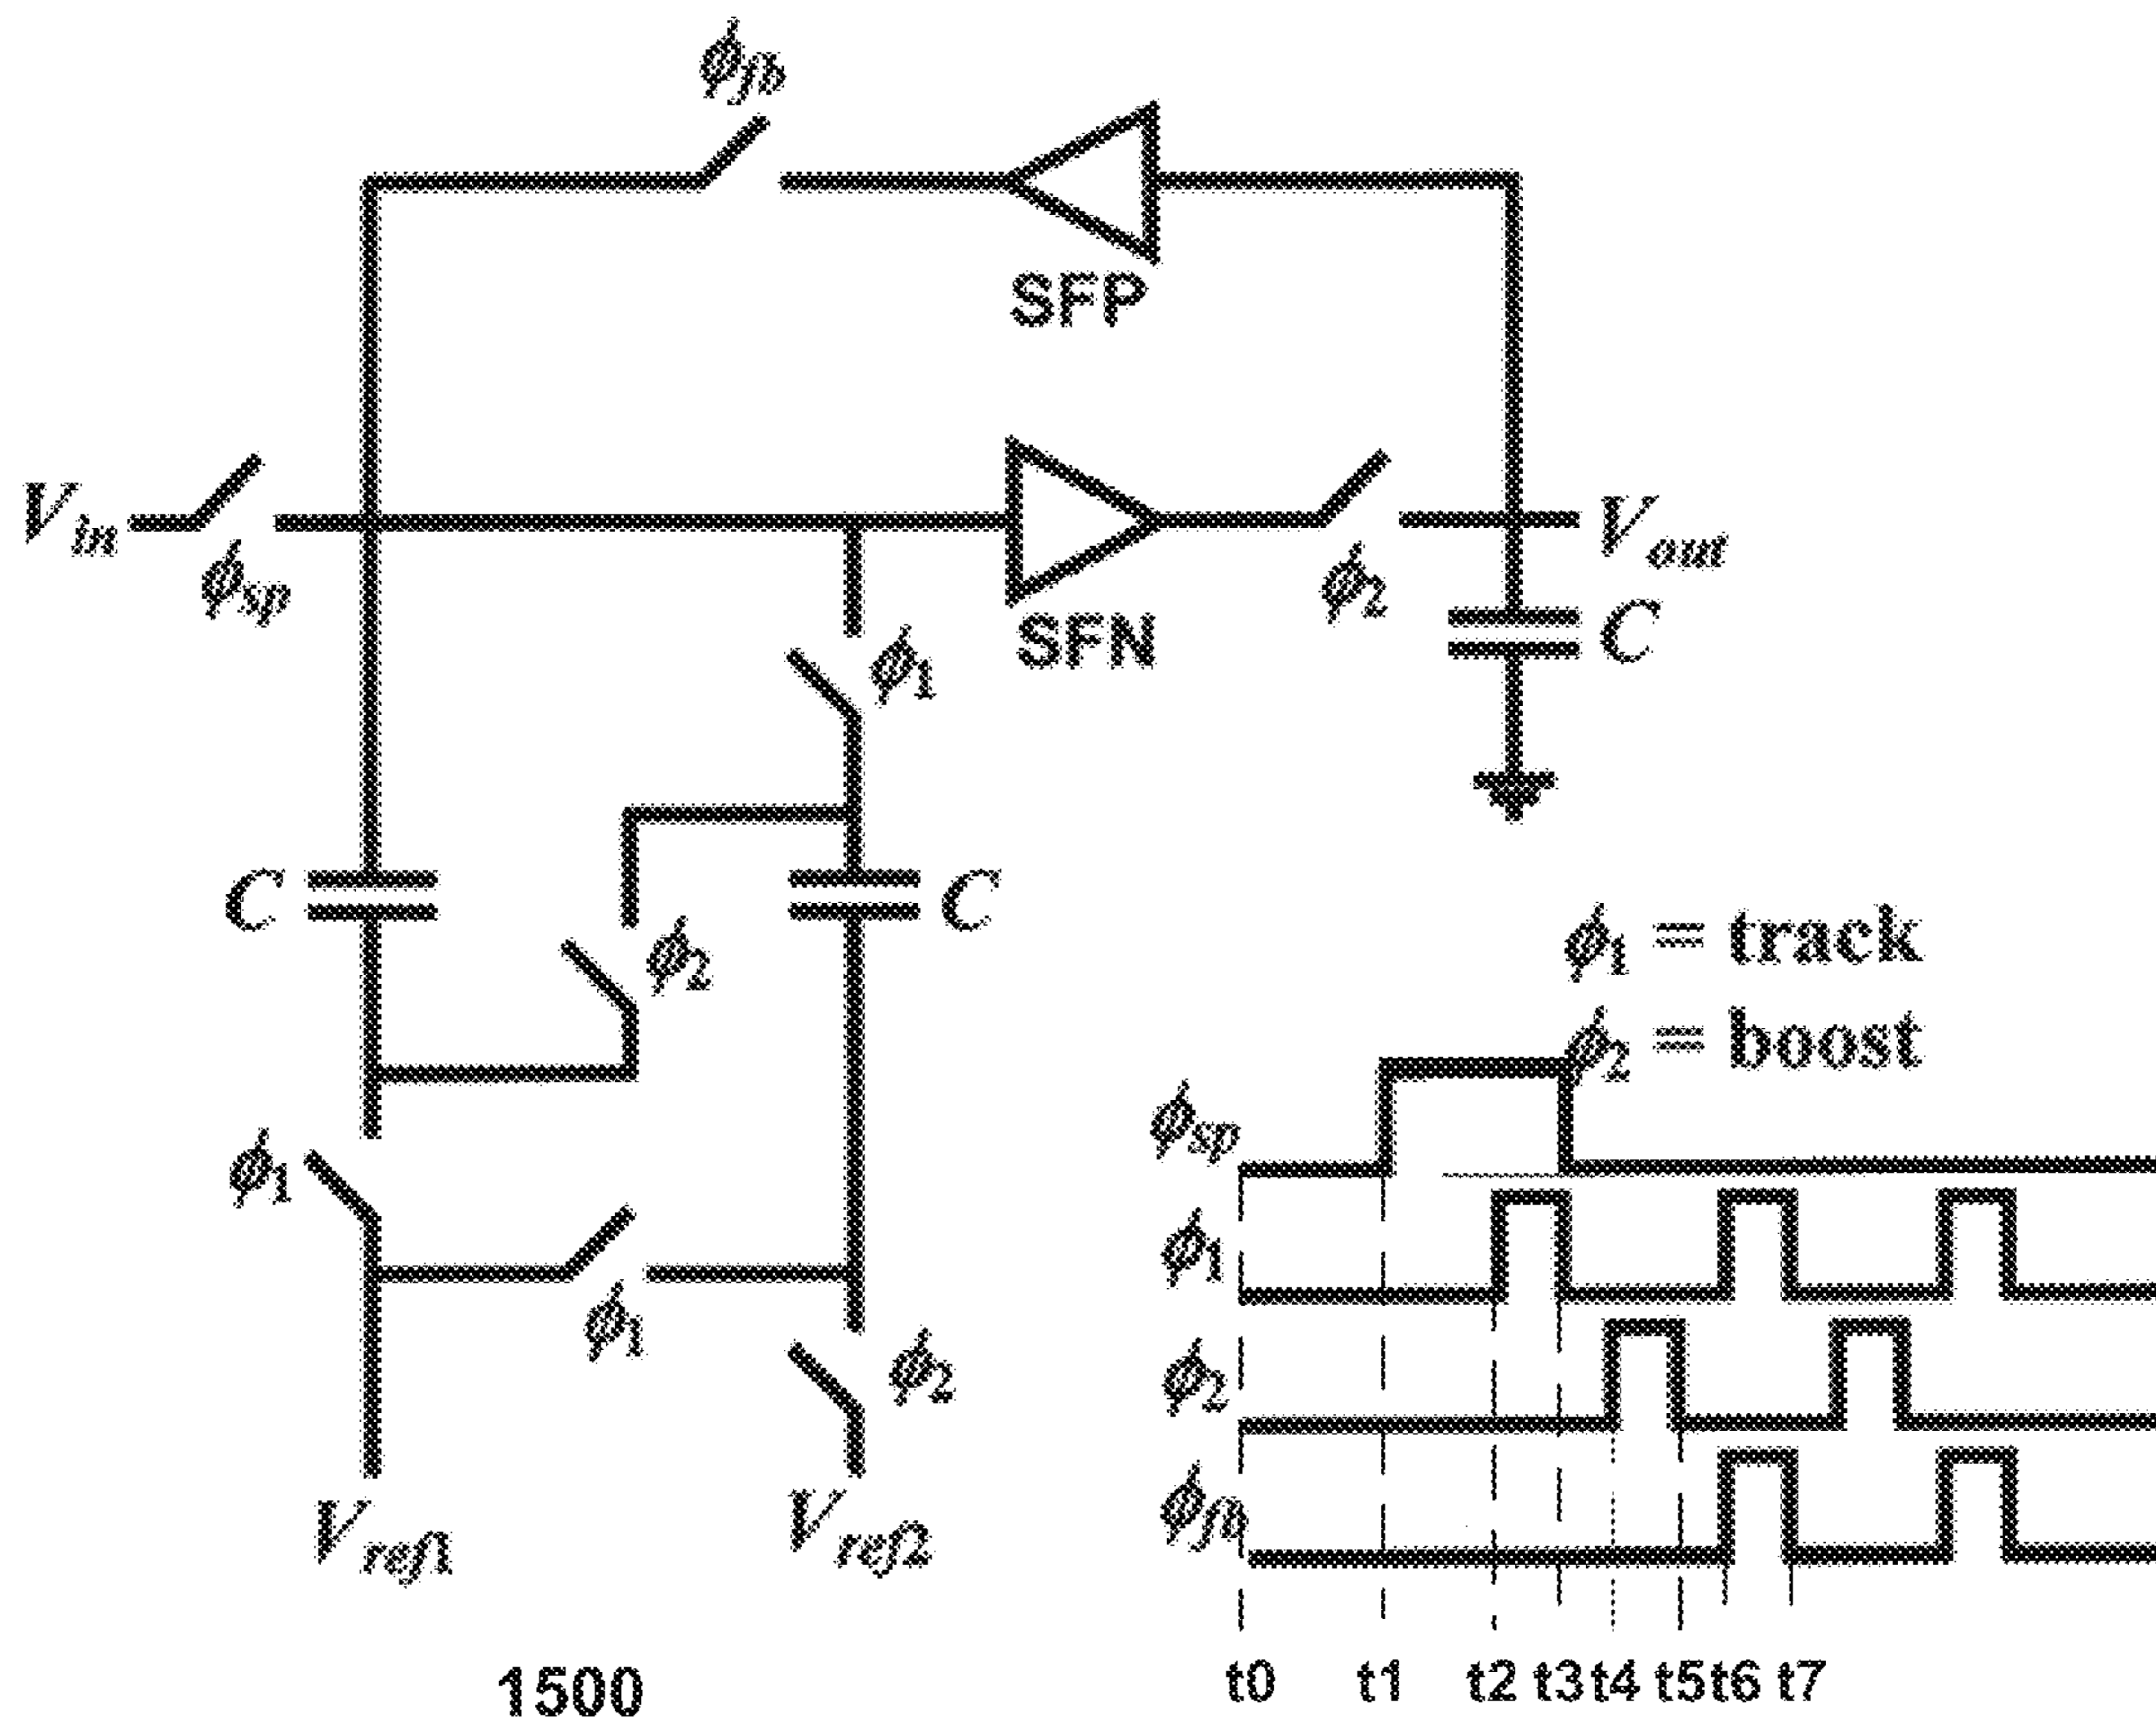 ϕfb
SFP
Vin
ϕsp
SFN
ϕ2
Vout
C
ϕ1
C
C
ϕ2
ϕ1 = track
ϕ2 = boost
ϕ1
ϕ1
ϕ2
Vref1
Vref2
ϕsp
ϕ1
ϕ2
ϕfb
t0 t1 t2 t3 t4 t5 t6 t7
1500